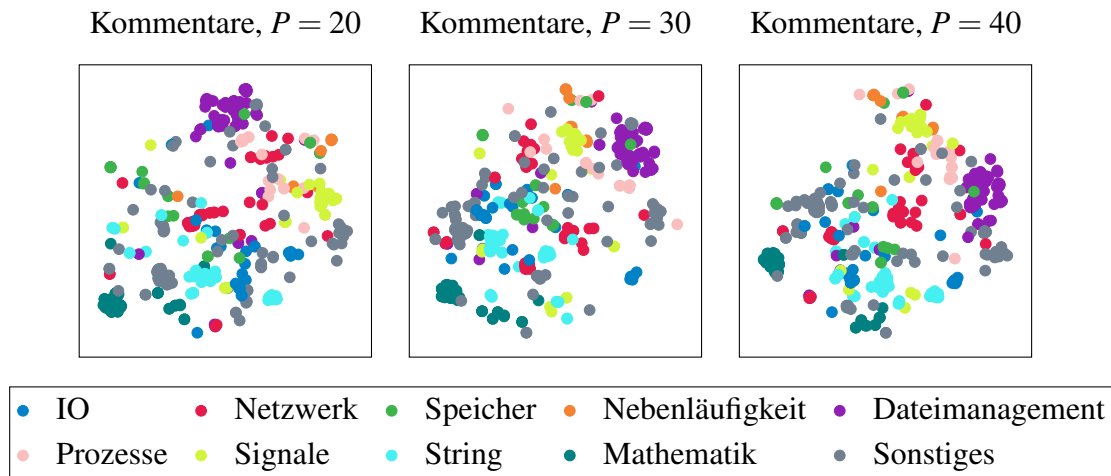 Kommentare, P = 20 Kommentare, P = 30 Kommentare, P = 40
IO Netzwerk Speicher Nebenläufigkeit Dateimanagement
Prozesse Signale String Mathematik Sonstiges